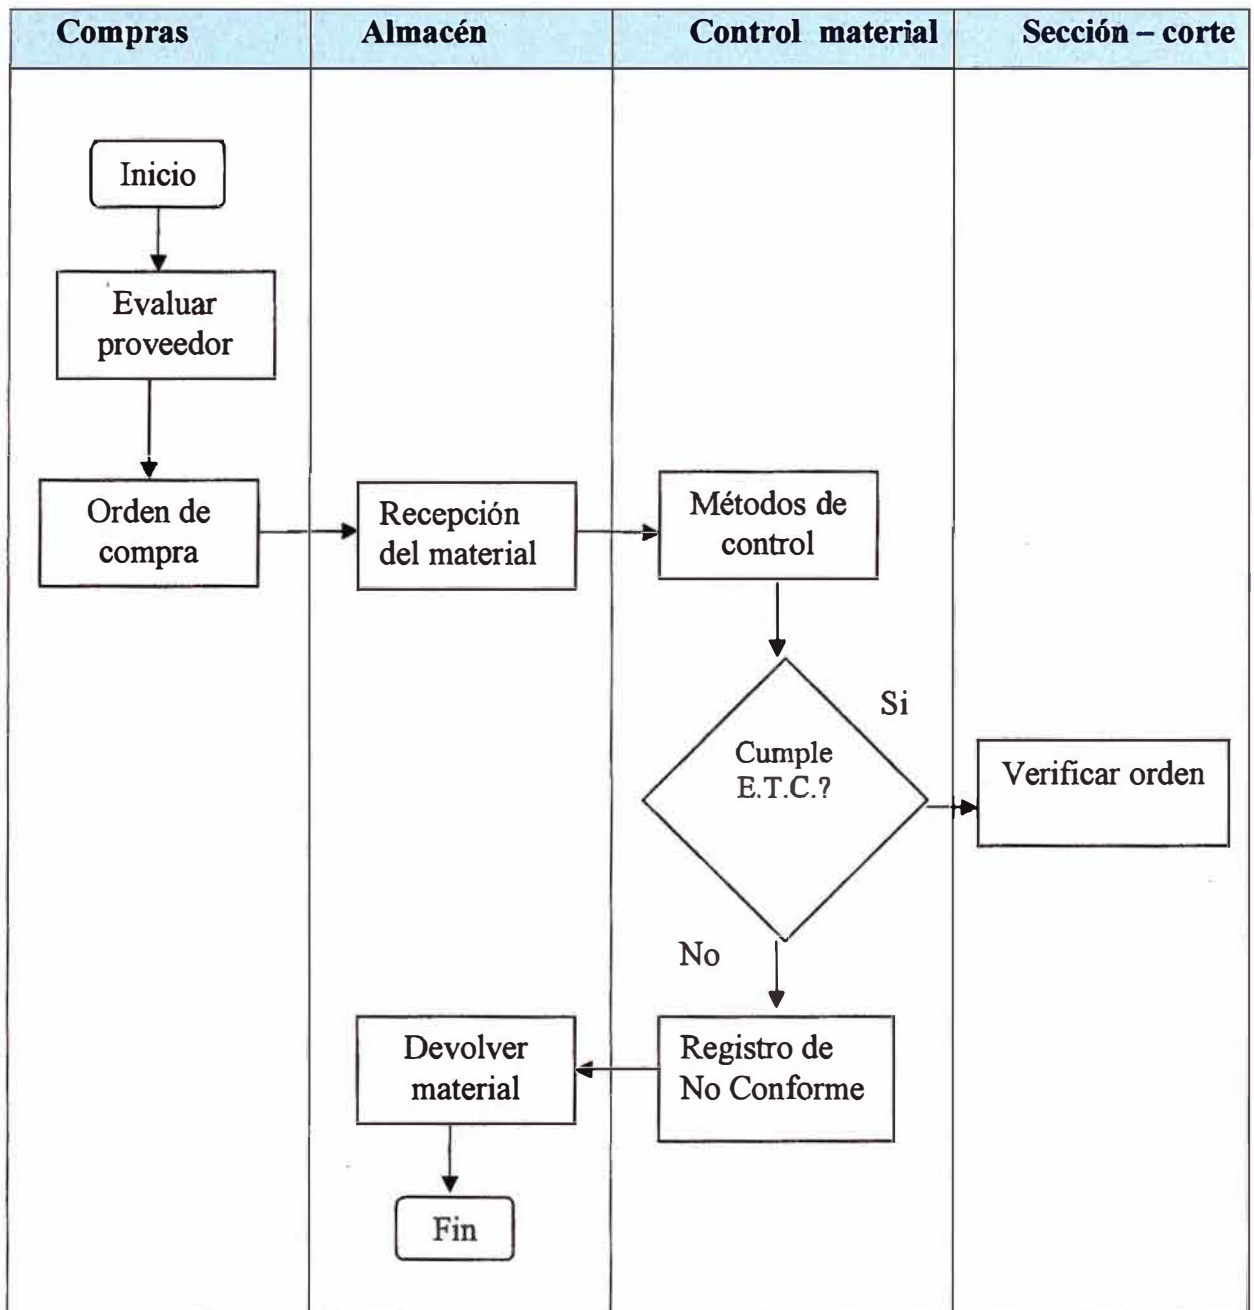 Compras
Almacén
Control material
Sección – corte
Inicio
Evaluar
proveedor
Orden de
compra
Recepción
del material
Métodos de
control
Si
Cumple
E.T.C.?
Verificar orden
No
Devolver
material
Registro de
No Conforme
Fin